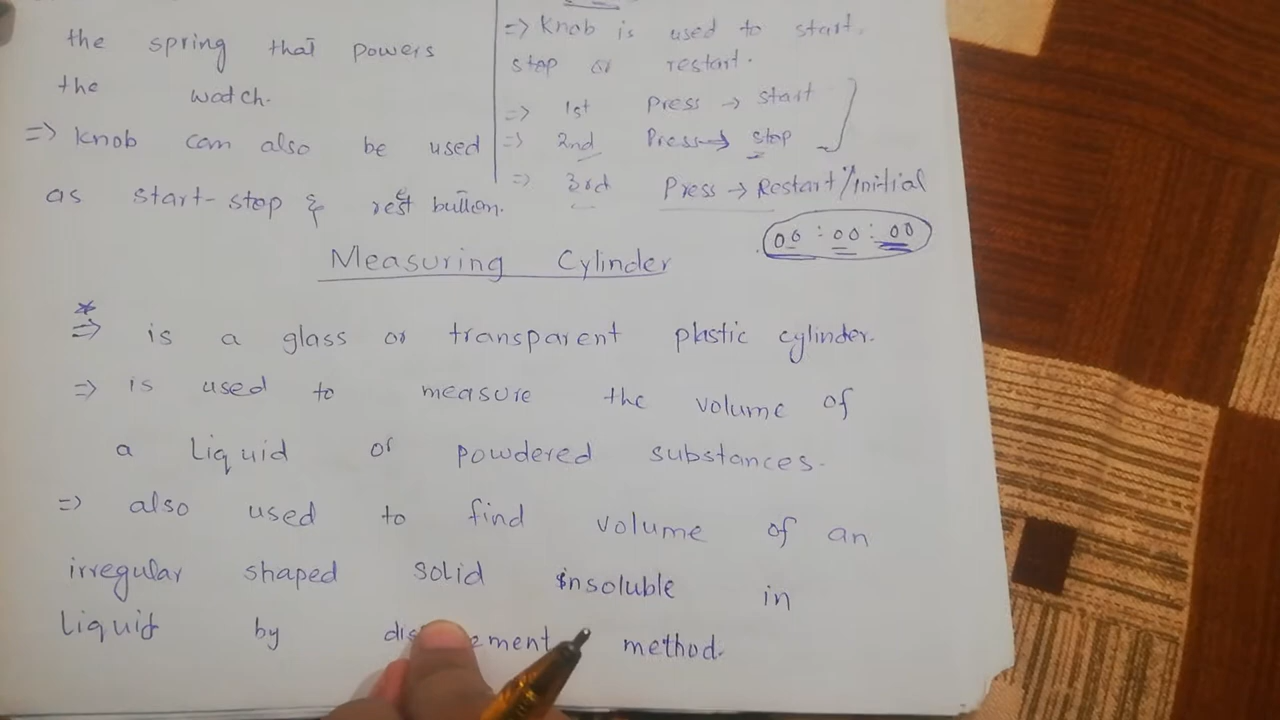 the spring that powers
the watch.
=> knob can also be used
as start-stop & reset button.
=> Knob is used to start,
stop or restart.
=> 1st Press → start
=> 2nd Press → stop
=> 3rd Press → Restart/Initial
00 : 00 : 00
Measuring Cylinder
* => is a glass or transparent plastic cylinder.
=> is used to measure the volume of
a liquid or powdered substances.
=> also used to find volume of an
irregular shaped solid insoluble in
Liquid by method.